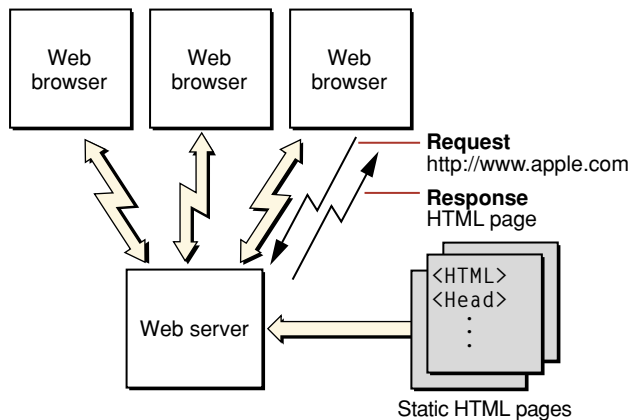 Web
browser
Web
browser
Web
browser
Request
http://www.apple.com
Response
HTML page
Web server
<HTML>
<Head>
Static HTML pages